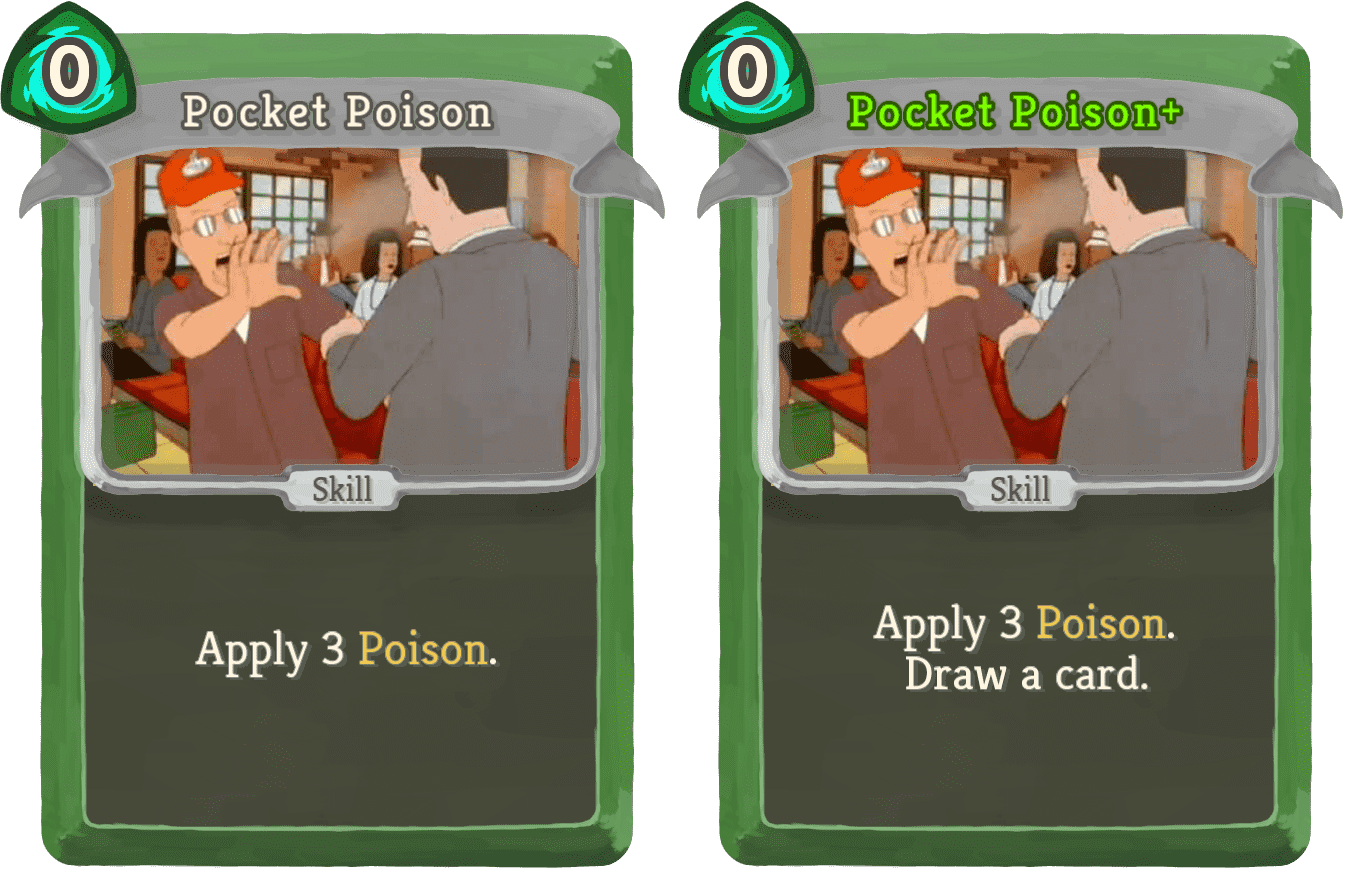 0
Pocket Poison
Skill
Apply 3 Poison.
0
Pocket Poison+
Skill
Apply 3 Poison.
Draw a card.